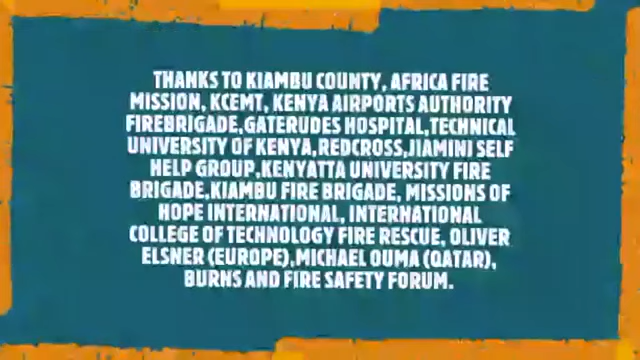 THANKS TO KIAMBU COUNTY, AFRICA FIRE
MISSION, KCEMT, KENYA AIRPORTS AUTHORITY
FIREBRIGADE,GATERUDES HOSPITAL,TECHNICAL
UNIVERSITY OF KENYA,REDCROSS,JIAMINI SELF
HELP GROUP,KENYATTA UNIVERSITY FIRE
BRIGADE,KIAMBU FIRE BRIGADE, MISSIONS OF
HOPE INTERNATIONAL, INTERNATIONAL
COLLEGE OF TECHNOLOGY FIRE RESCUE, OLIVER
ELSNER (EUROPE),MICHAEL OUMA (QATAR),
BURNS AND FIRE SAFETY FORUM.